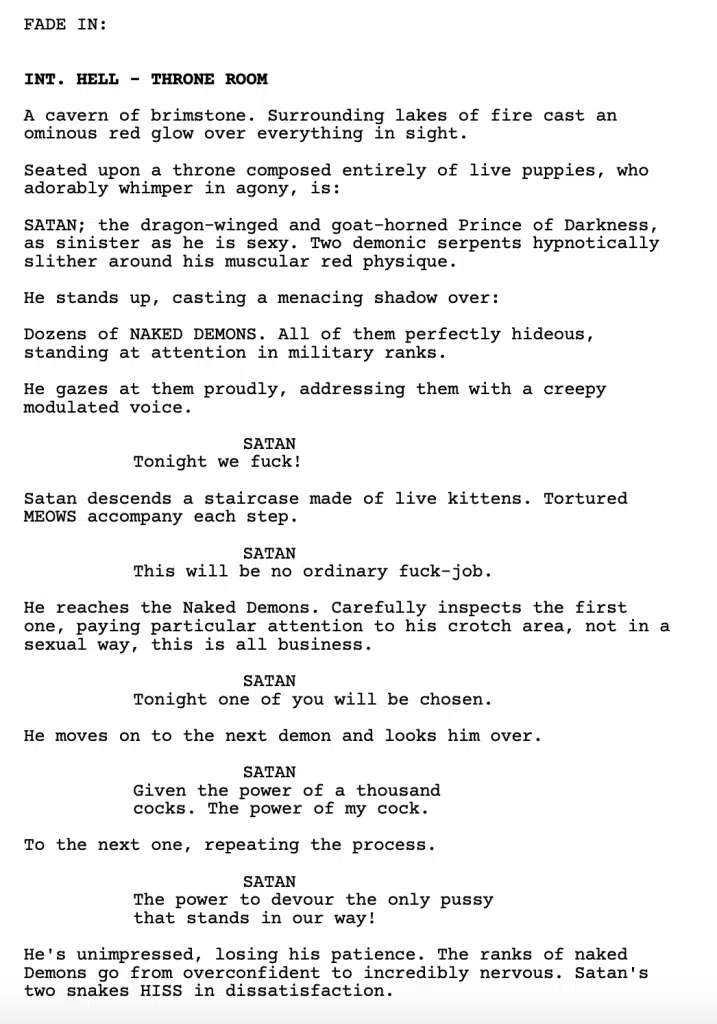 FADE IN:
INT. HELL - THRONE ROOM
A cavern of brimstone. Surrounding lakes of fire cast an
ominous red glow over everything in sight.
Seated upon a throne composed entirely of live puppies, who
adorably whimper in agony, is:
SATAN; the dragon-winged and goat-horned Prince of Darkness,
as sinister as he is sexy. Two demonic serpents hypnotically
slither around his muscular red physique.
He stands up, casting a menacing shadow over:
Dozens of NAKED DEMONS. All of them perfectly hideous,
standing at attention in military ranks.
He gazes at them proudly, addressing them with a creepy
modulated voice.
SATAN
Tonight we fuck!
Satan descends a staircase made of live kittens. Tortured
MEOWS accompany each step.
SATAN
This will be no ordinary fuck-job.
He reaches the Naked Demons. Carefully inspects the first
one, paying particular attention to his crotch area, not in a
sexual way, this is all business.
SATAN
Tonight one of you will be chosen.
He moves on to the next demon and looks him over.
SATAN
Given the power of a thousand
cocks. The power of my cock.
To the next one, repeating the process.
SATAN
The power to devour the only pussy
that stands in our way!
He's unimpressed, losing his patience. The ranks of naked
Demons go from overconfident to incredibly nervous. Satan's
two snakes HISS in dissatisfaction.